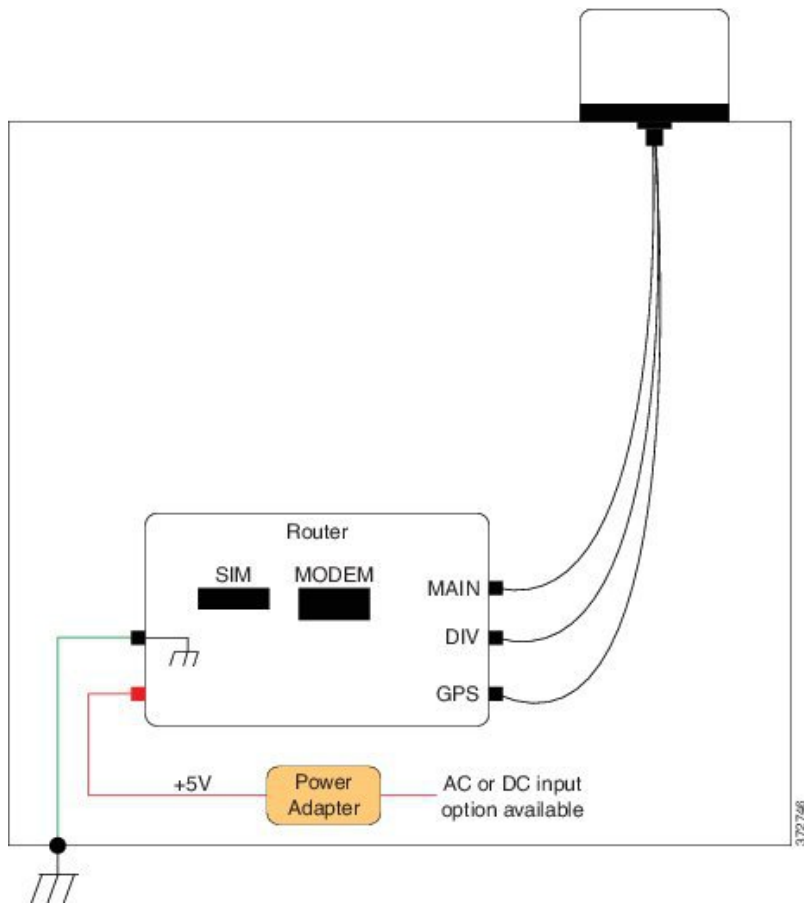 Router
SIM
MODEM
MAIN
DIV
GPS
+5V
Power
Adapter
AC or DC input
option available
372746